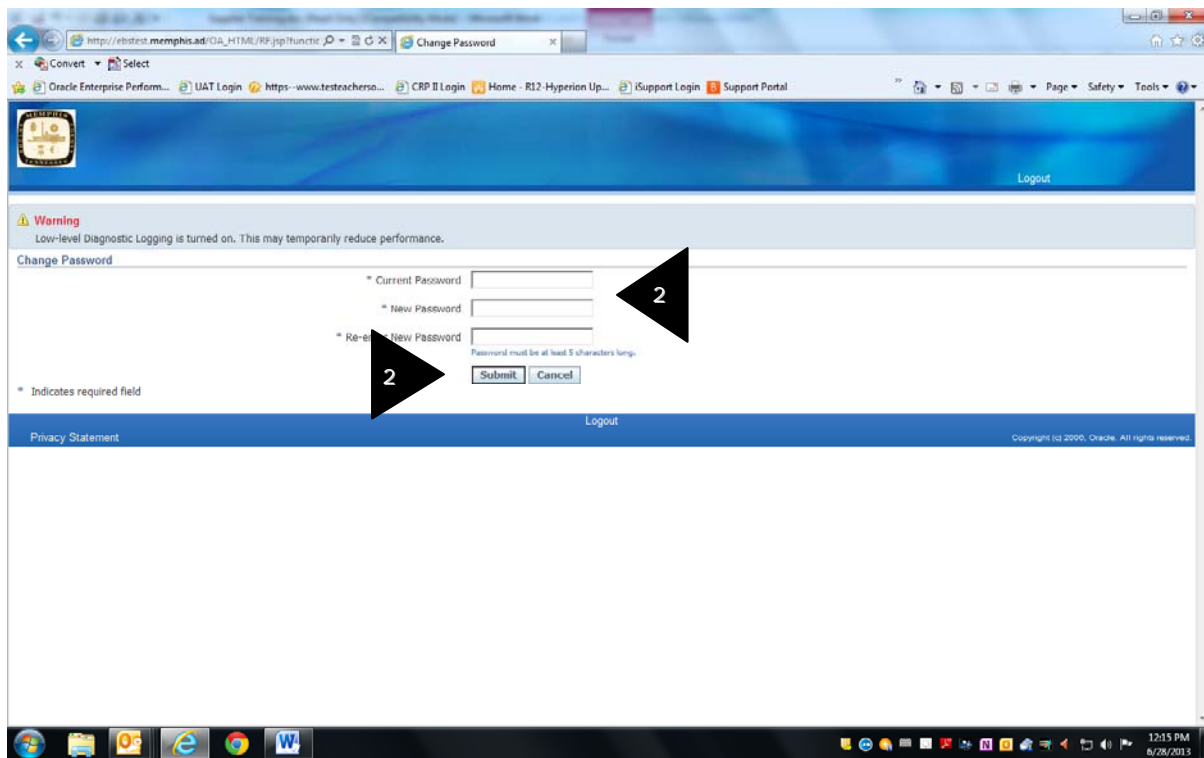 http://ebstest.memphis.ad/OA_HTML/RF.jsp?functic
Change Password
x Convert Select
Oracle Enterprise Perform... UAT Login https--www.testeacherso... CRP II Login Home - R12-Hyperion Up... iSupport Login Support Portal » Page Safety Tools
MEMPHIS
TENNESSEE
Logout
Warning
Low-level Diagnostic Logging is turned on. This may temporarily reduce performance.
Change Password
* Current Password
2
* New Password
* Re-en New Password
Password must be at least 5 characters long.
2
Submit Cancel
* Indicates required field
Logout
Privacy Statement
Copyright (c) 2006, Oracle. All rights reserved.
12:15 PM
6/28/2013